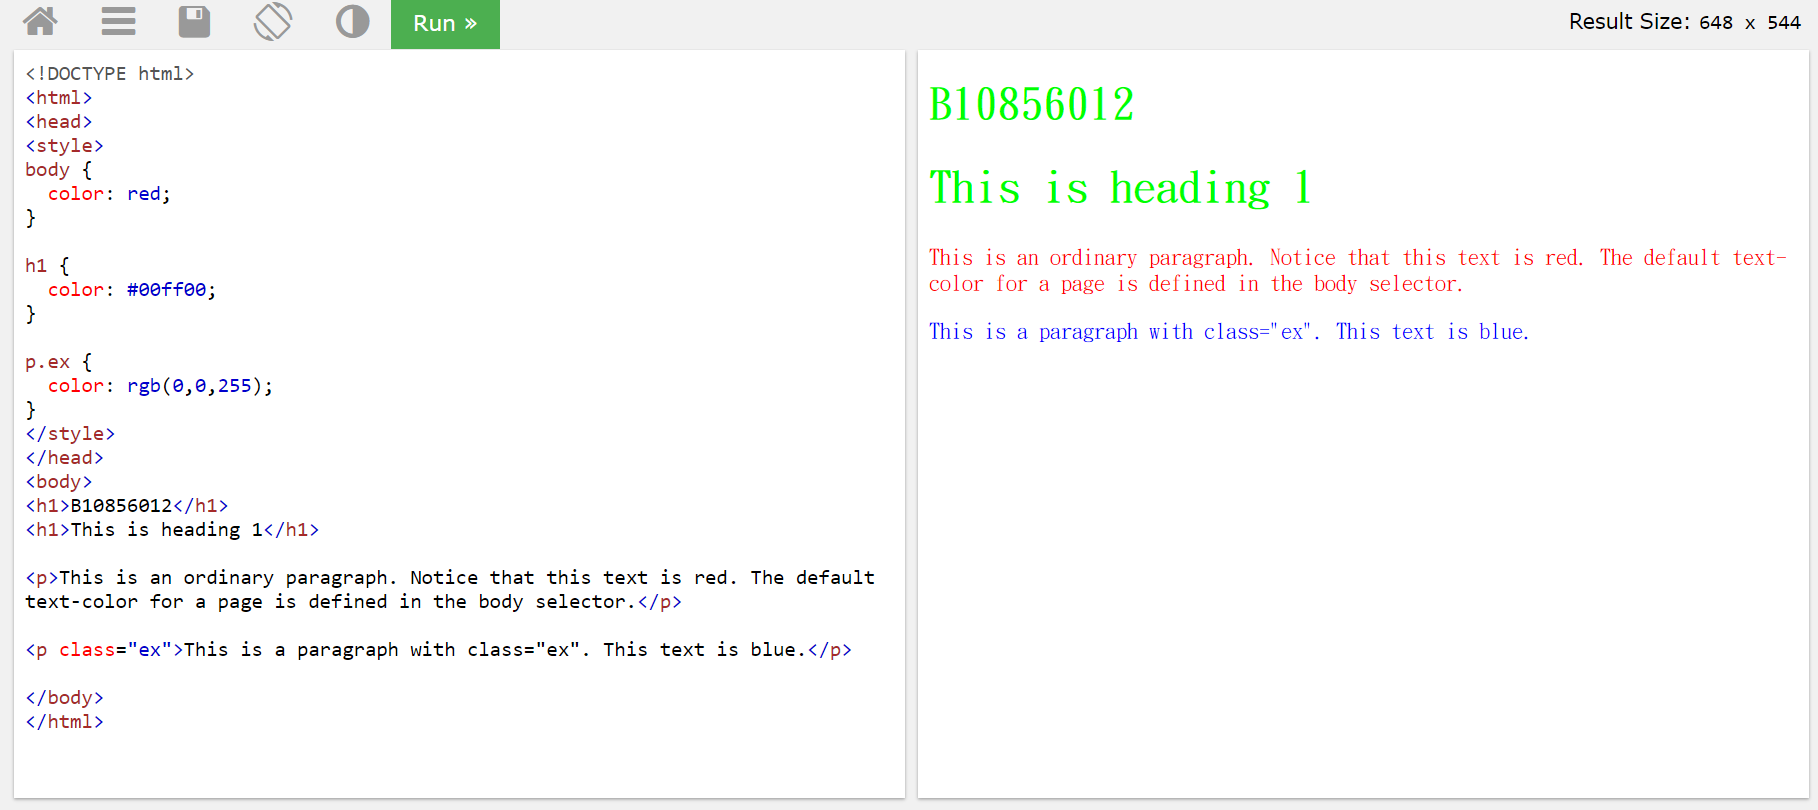 Run »
Result Size: 648 x 544
<!DOCTYPE html>
<html>
<head>
<style>
body {
  color: red;
}

h1 {
  color: #00ff00;
}

p.ex {
  color: rgb(0,0,255);
}
</style>
</head>
<body>
<h1>B10856012</h1>
<h1>This is heading 1</h1>

<p>This is an ordinary paragraph. Notice that this text is red. The default
text-color for a page is defined in the body selector.</p>

<p class="ex">This is a paragraph with class="ex". This text is blue.</p>

</body>
</html>
B10856012
This is heading 1
This is an ordinary paragraph. Notice that this text is red. The default text-
color for a page is defined in the body selector.
This is a paragraph with class="ex". This text is blue.